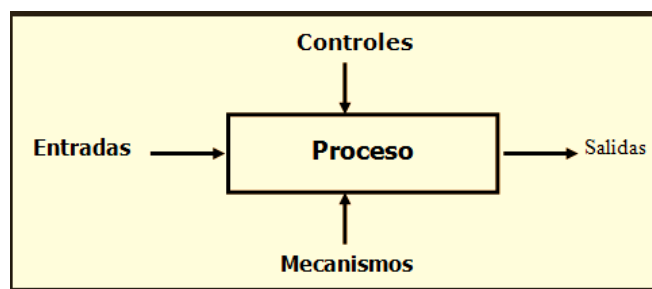 Controles
Entradas
Proceso
Salidas
Mecanismos